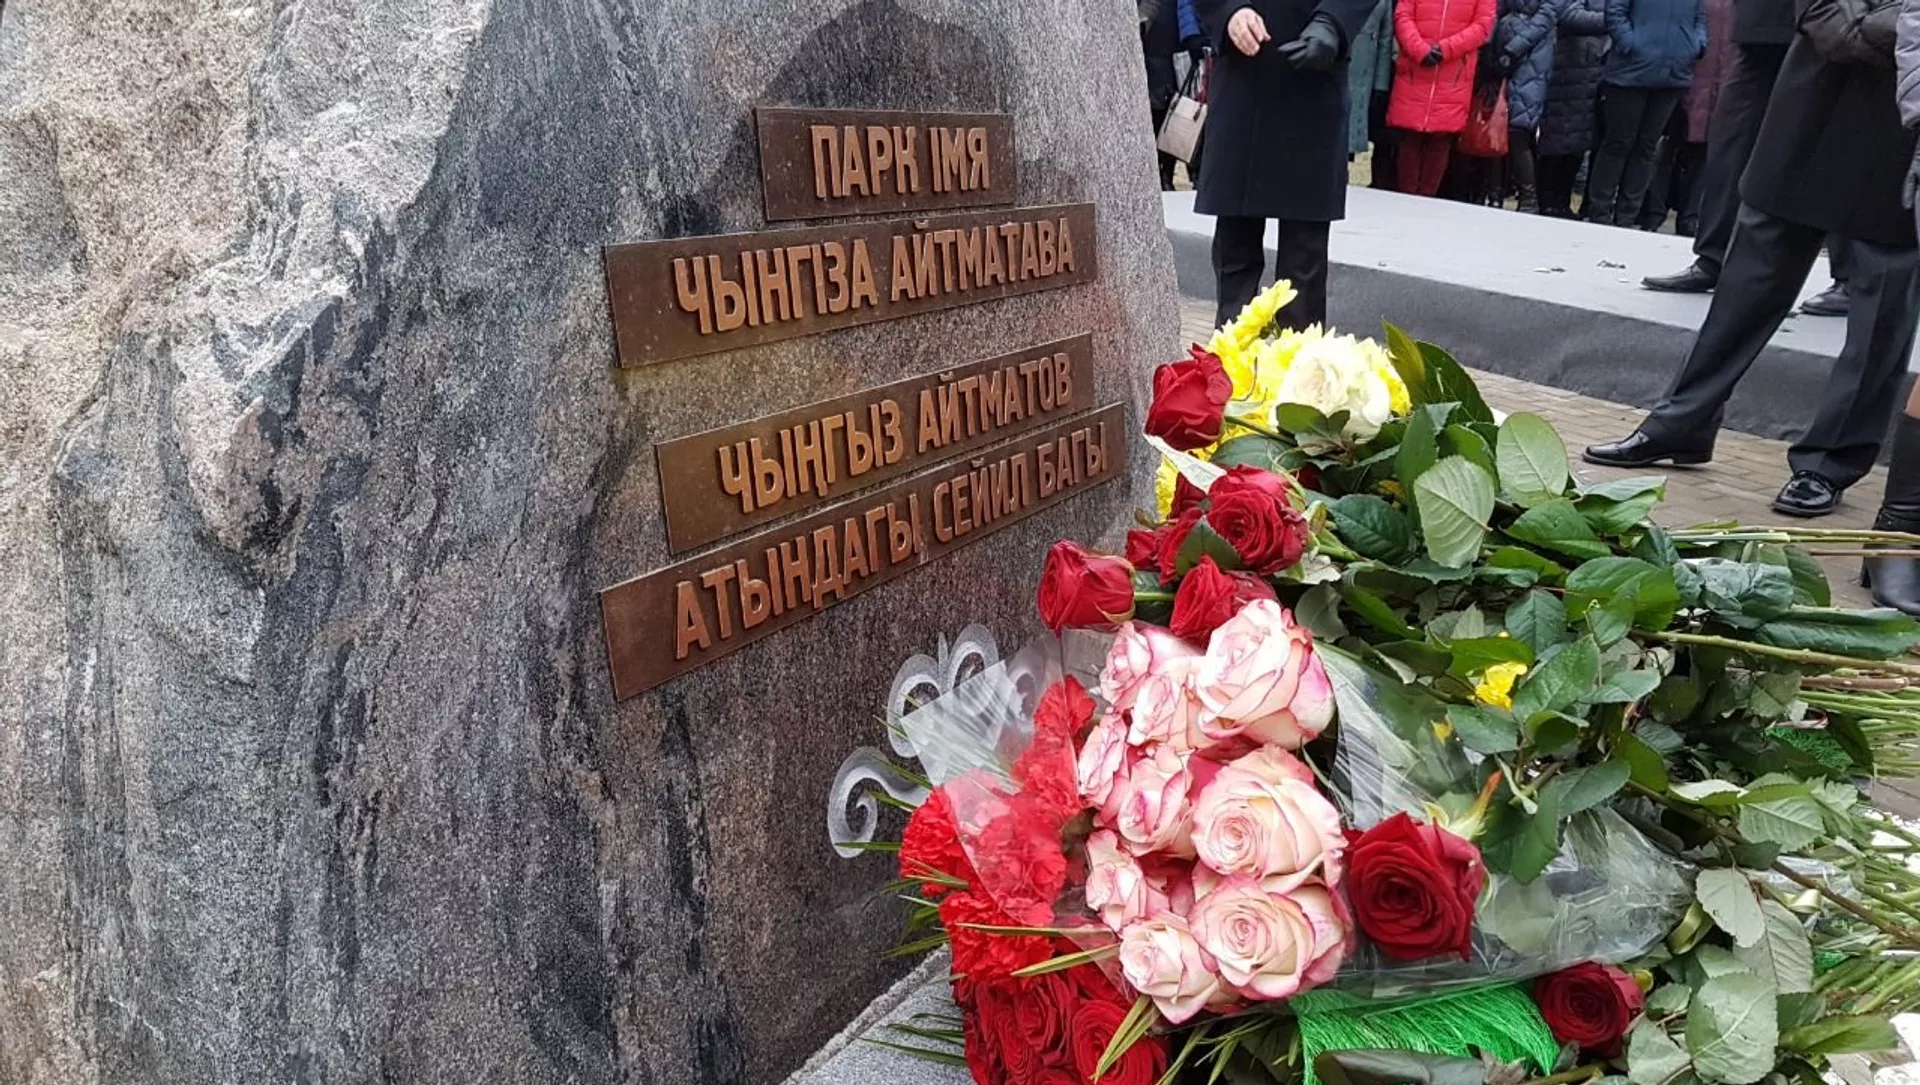 ПАРК ІМЯ
ЧЫНГІЗА АЙТМАТАВА
ЧЫҢГЫЗ АЙТМАТОВ
АТЫНДАГЫ СЕЙИЛ БАГЫ